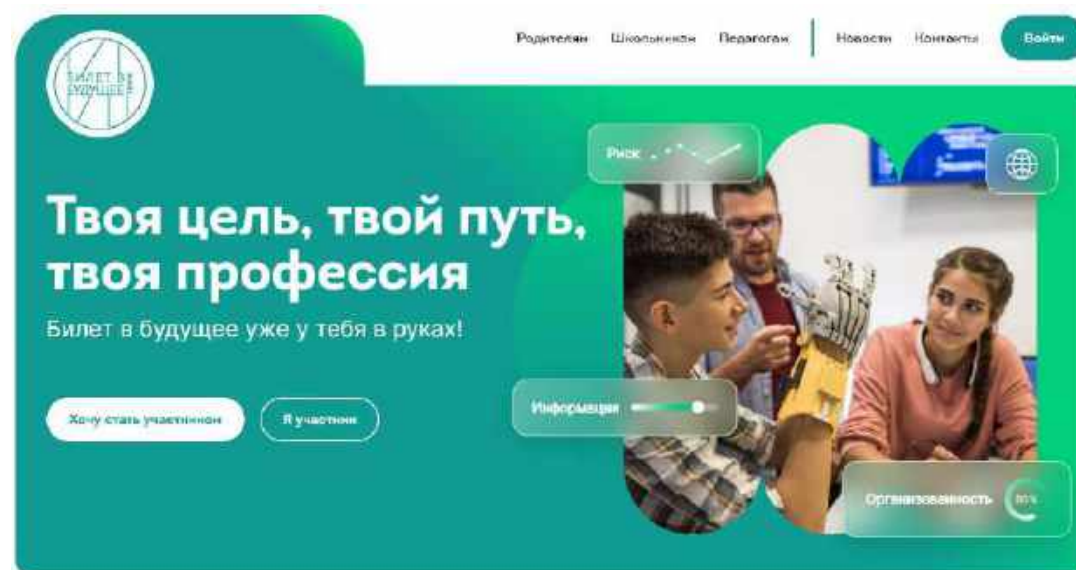 БИЛЕТ В
БУДУЩЕЕ
Родителям Школьникам Педагогам Новости Контакты Войти
Риск
Твоя цель, твой путь,
твоя профессия
Билет в будущее уже у тебя в руках!
Хочу стать участником Я участник
Информация
Организованность